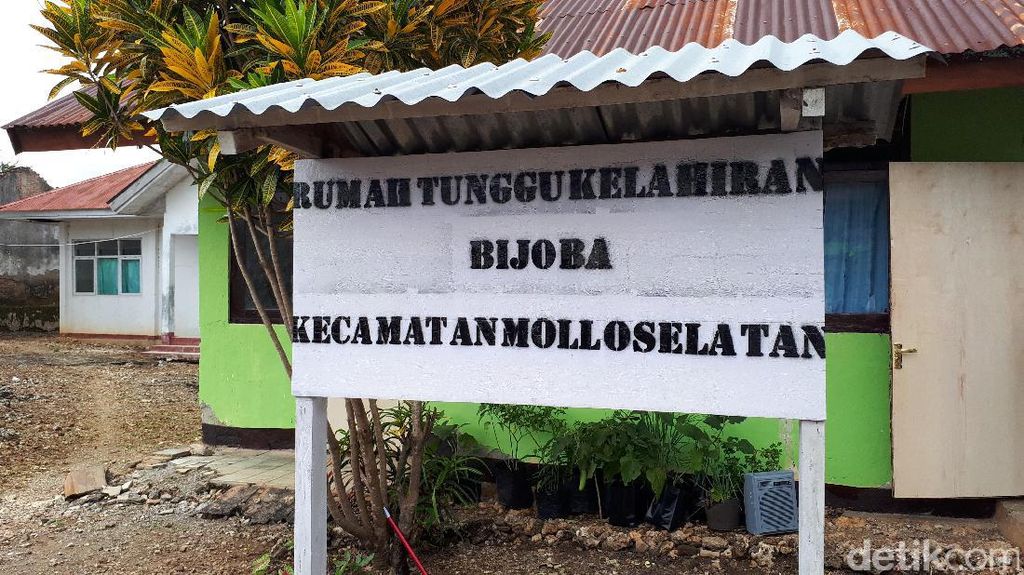 RUMAH TUNGGU KELAHIRAN
BIJOBA
KECAMATAN MOLLO SELATAN
detikcom